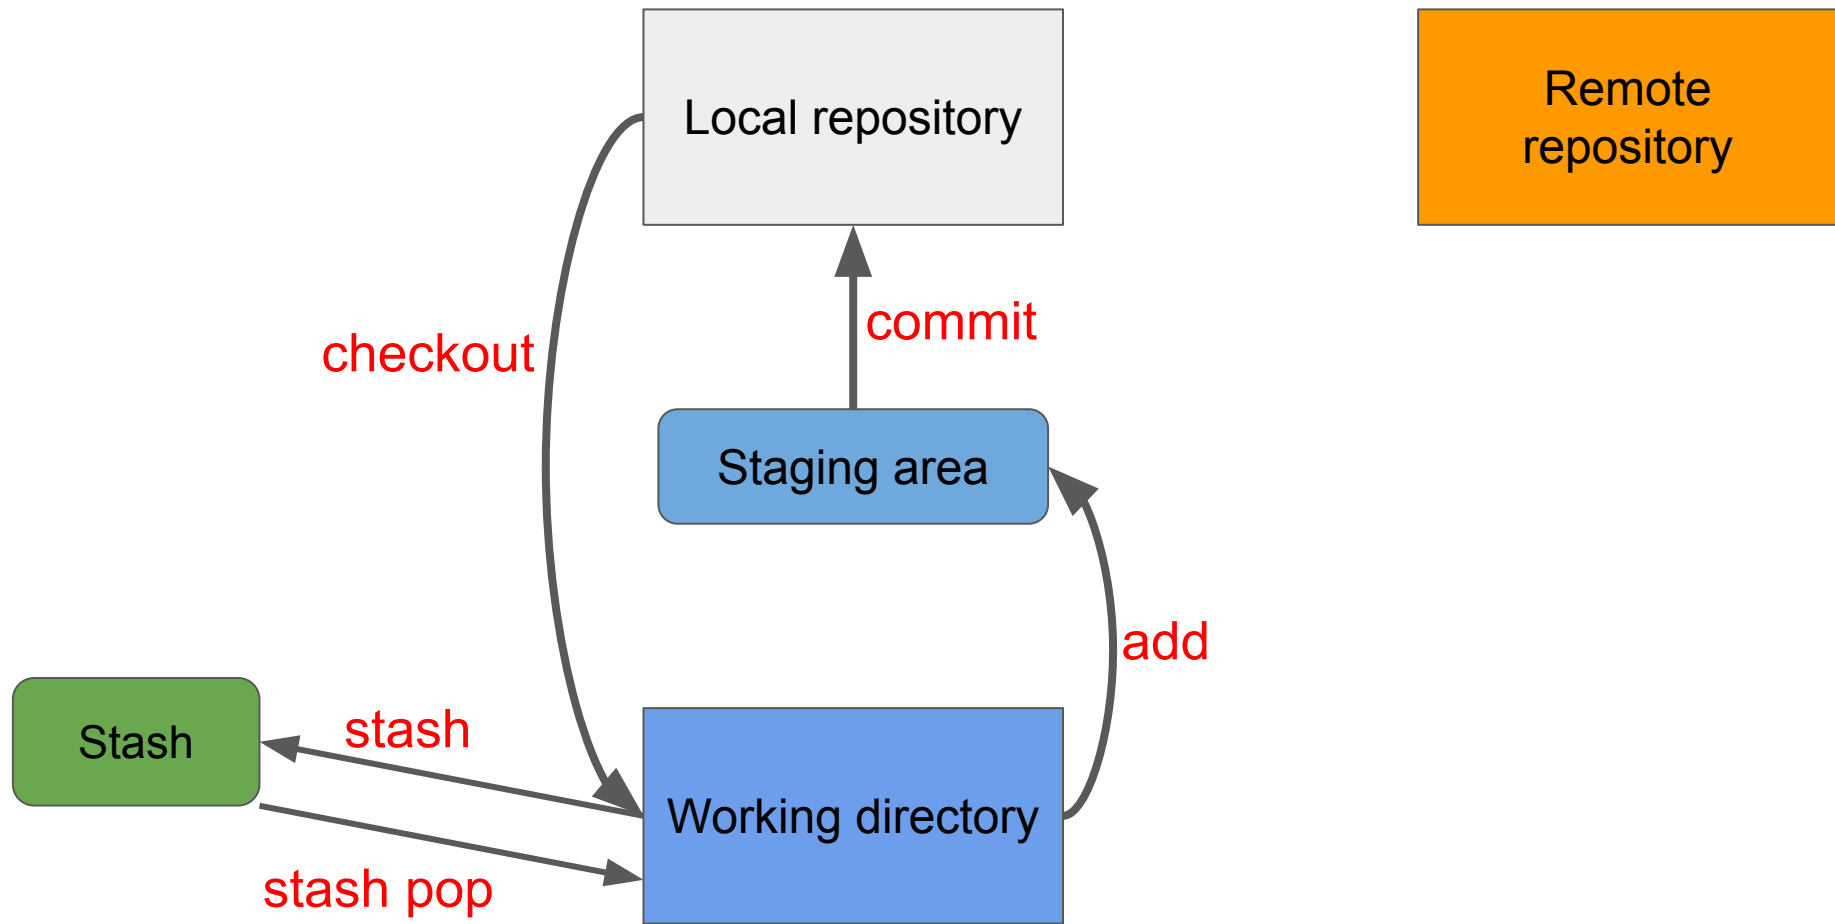 Local repository
Remote
repository
commit
checkout
Staging area
add
stash
Stash
Working directory
stash pop